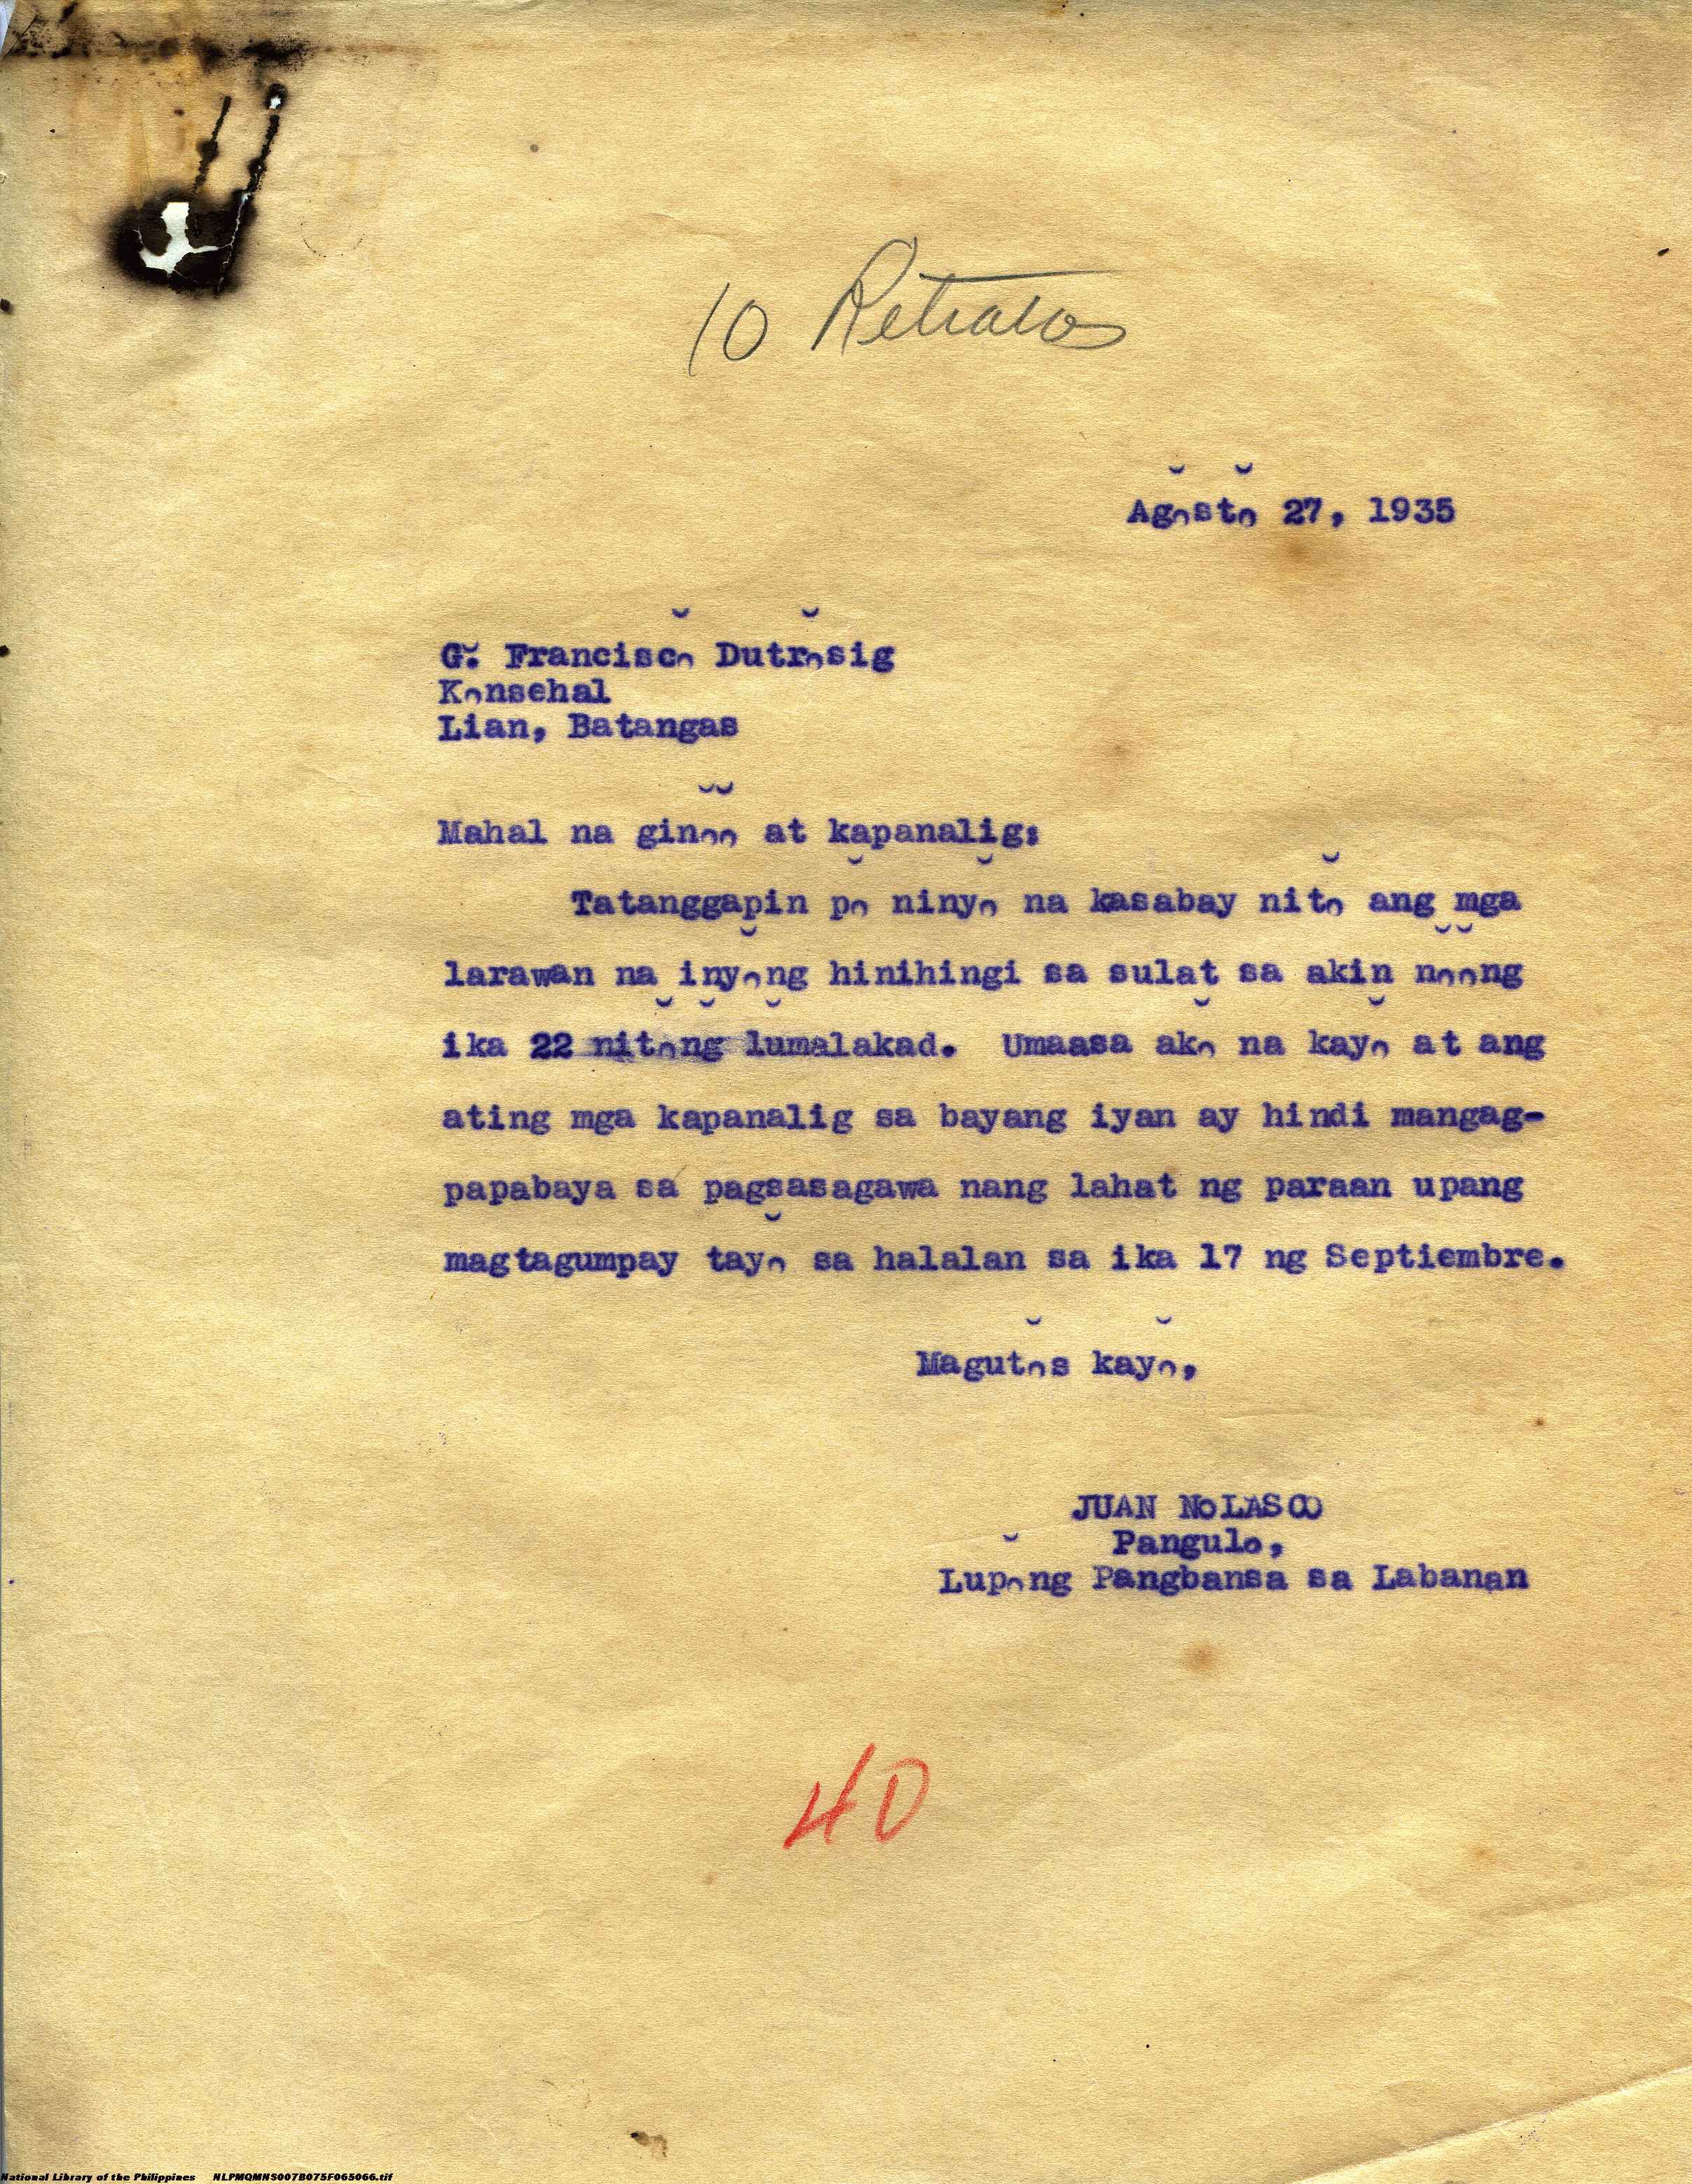 10 Retratos
Agosto 27, 1935
G. Francisco Dutrosig
Konsehal
Lian, Batangas
Mahal na ginoo at kapanalig:
Tatanggapin po ninyo na kasabay nito ang mga
larawan na inyong hinihingi sa sulat sa akin noong
ika 22 nitong lumalakad. Umaasa ako na kayo at ang
ating mga kapanalig sa bayang iyan ay hindi mangag-
papabaya sa pagsasagawa nang lahat ng paraan upang
magtagumpay tayo sa halalan sa ika 17 ng Septiembre.
Magutos kayo,
JUAN NoLASCO
Pangulo,
Lupong Pangbansa sa Labanan
40
National Library of the Philippines NLPMQMNS007B075F065066.tif